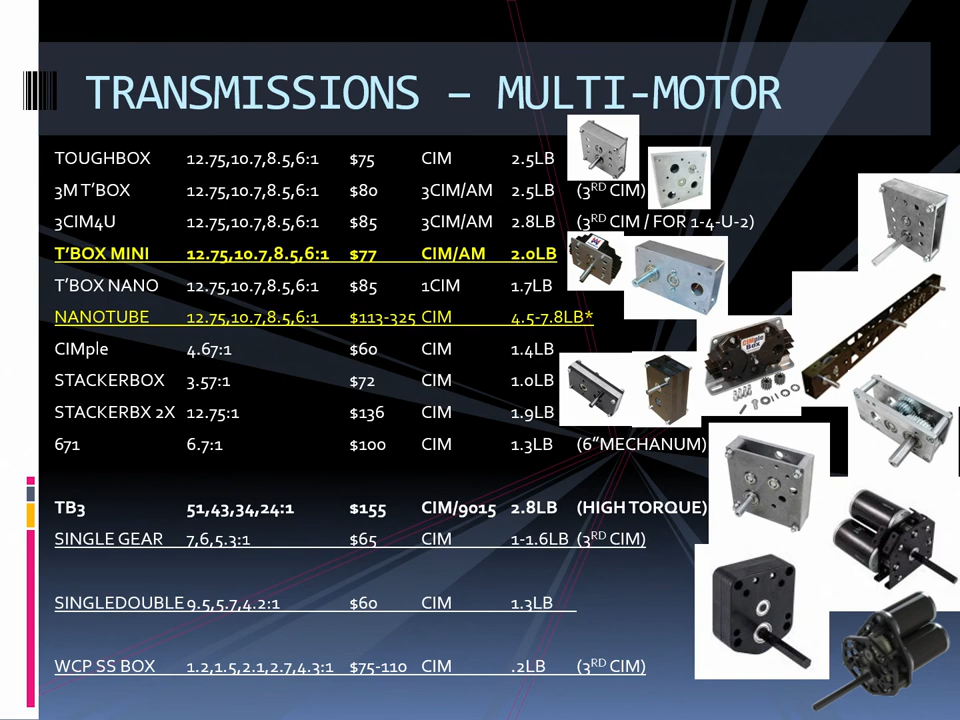 TRANSMISSIONS – MULTI-MOTOR
TOUGHBOX 12.75,10.7,8.5,6:1 $75 CIM 2.5LB
3M T’BOX 12.75,10.7,8.5,6:1 $80 3CIM/AM 2.5LB (3RD CIM)
3CIM4U 12.75,10.7,8.5,6:1 $85 3CIM/AM 2.8LB (3RD CIM / FOR 1-4-U-2)
T’BOX MINI 12.75,10.7,8.5,6:1 $77 CIM/AM 2.0LB
T’BOX NANO 12.75,10.7,8.5,6:1 $85 1CIM 1.7LB
NANOTUBE 12.75,10.7,8.5,6:1 $113-325 CIM 4.5-7.8LB*
CIMple 4.67:1 $60 CIM 1.4LB
CIMple Box
STACKERBOX 3.57:1 $72 CIM 1.0LB
STACKERBX 2X 12.75:1 $136 CIM 1.9LB
671 6.7:1 $100 CIM 1.3LB (6”MECHANUM)
TB3 51,43,34,24:1 $155 CIM/9015 2.8LB (HIGH TORQUE)
SINGLE GEAR 7,6,5.3:1 $65 CIM 1-1.6LB (3RD CIM)
SINGLEDOUBLE 9.5,5.7,4.2:1 $60 CIM 1.3LB
WCP SS BOX 1.2,1.5,2.1,2.7,4.3:1 $75-110 CIM .2LB (3RD CIM)